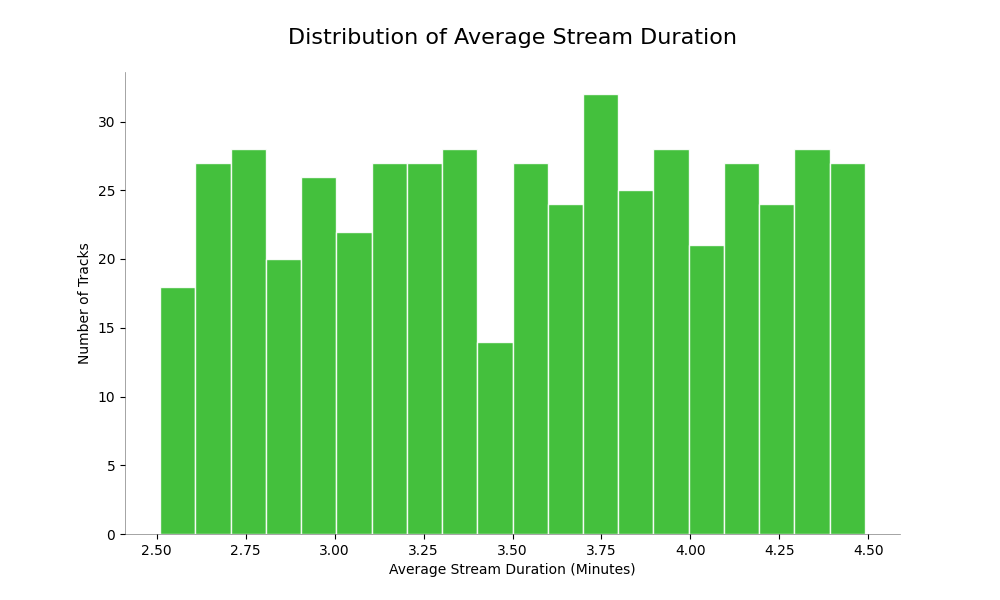 Distribution of Average Stream Duration
Number of Tracks
30
25
20
15
10
5
0
2.50 2.75 3.00 3.25 3.50 3.75 4.00 4.25 4.50
Average Stream Duration (Minutes)